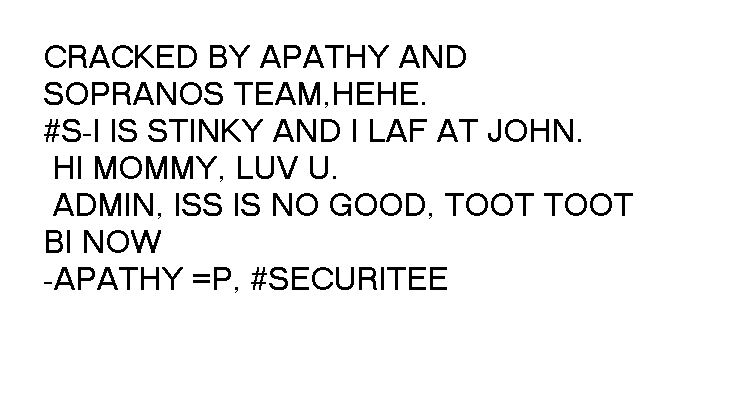 CRACKED BY APATHY AND
SOPRANOS TEAM,HEHE.
#S-I IS STINKY AND I LAF AT JOHN.
HI MOMMY, LUV U.
ADMIN, ISS IS NO GOOD, TOOT TOOT
BI NOW
-APATHY =P, #SECURITEE